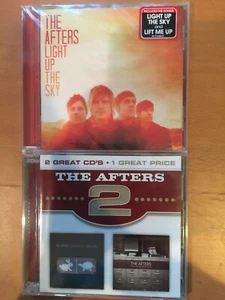 THE
AFTERS
LIGHT
UP
THE
SKY
LIGHT UP
THE SKY
and
LIFT ME UP
2 GREAT CD'S • 1 GREAT PRICE
THE AFTERS
2
THE AFTERS